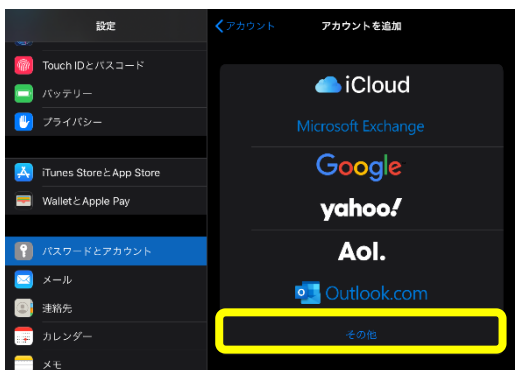 設定
Touch IDとパスコード
バッテリー
プライバシー
iTunes StoreとApp Store
WalletとApple Pay
パスワードとアカウント
メール
連絡先
カレンダー
メモ
アカウント
アカウントを追加
iCloud
Microsoft Exchange
Google
yahoo!
Aol.
Outlook.com
その他